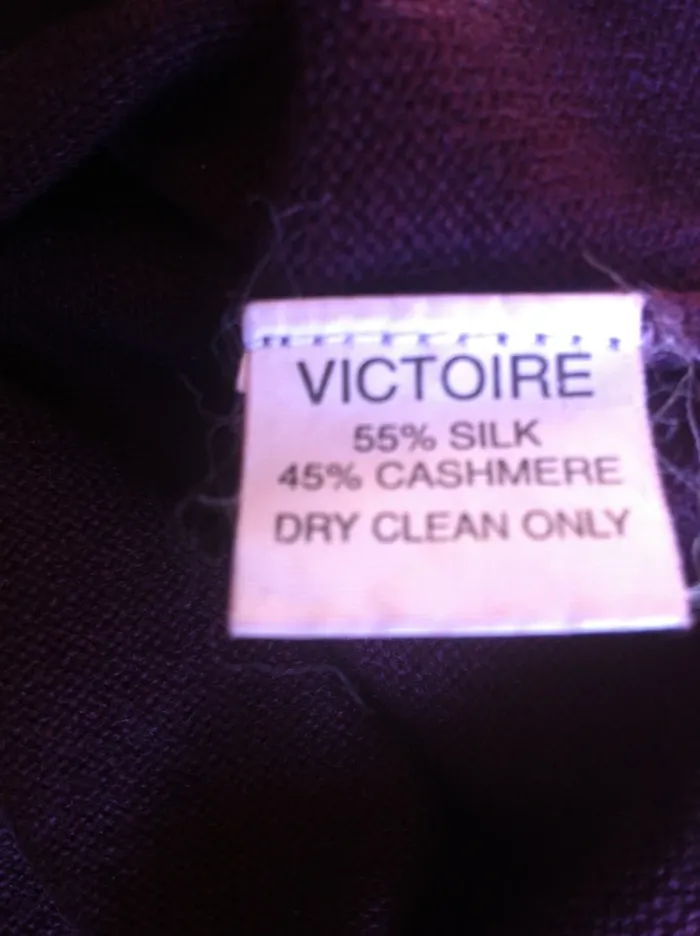 VICTOIRE
55% SILK
45% CASHMERE
DRY CLEAN ONLY